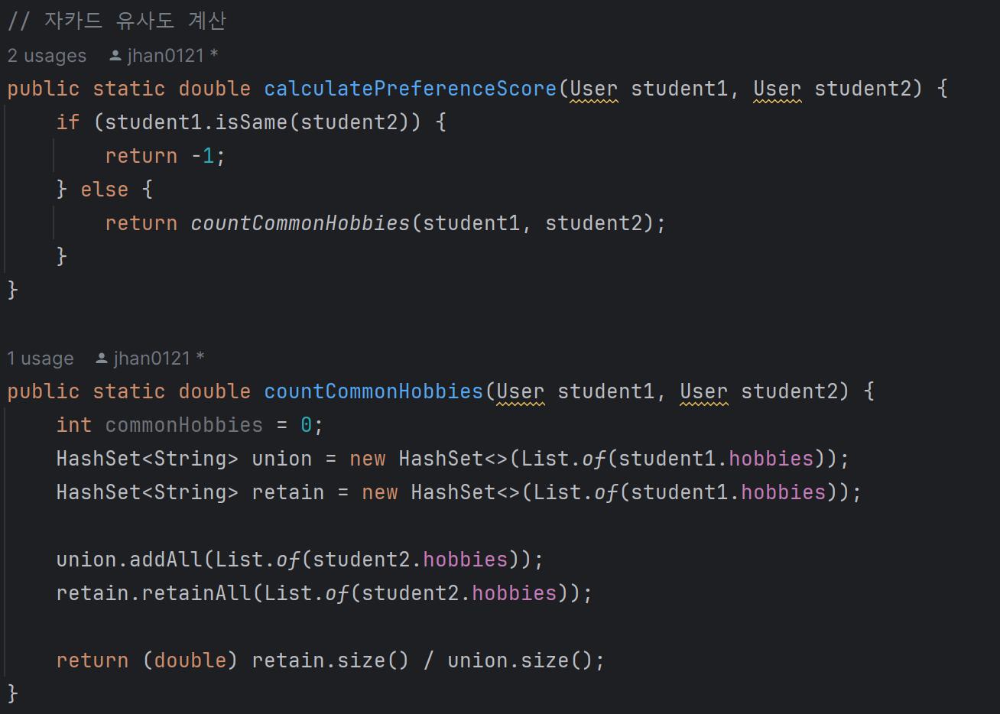 // 자카드 유사도 계산
2 usages jhan0121 *
public static double calculatePreferenceScore(User student1, User student2) {
    if (student1.isSame(student2)) {
        return -1;
    } else {
        return countCommonHobbies(student1, student2);
    }
}
1 usage jhan0121 *
public static double countCommonHobbies(User student1, User student2) {
    int commonHobbies = 0;
    HashSet<String> union = new HashSet<>(List.of(student1.hobbies));
    HashSet<String> retain = new HashSet<>(List.of(student1.hobbies));
    union.addAll(List.of(student2.hobbies));
    retain.retainAll(List.of(student2.hobbies));
    return (double) retain.size() / union.size();
}